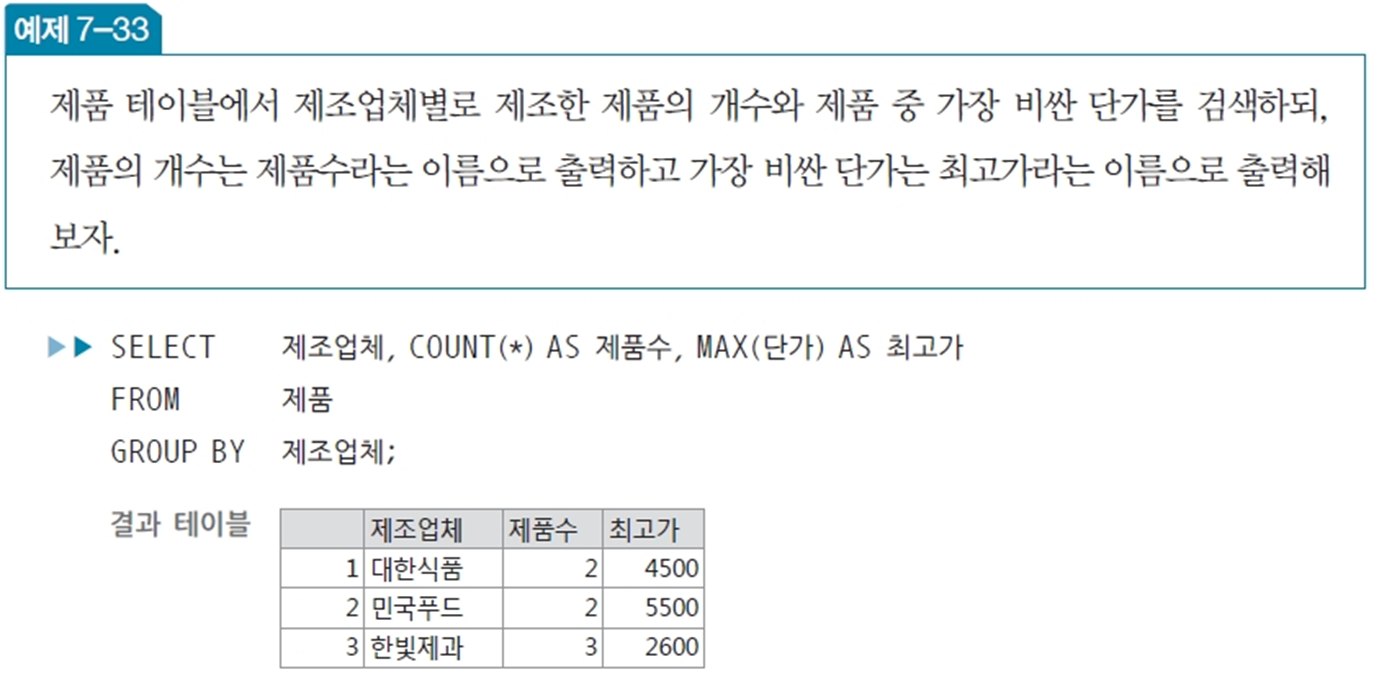 예제 7-33
제품 테이블에서 제조업체별로 제조한 제품의 개수와 제품 중 가장 비싼 단가를 검색하되,
제품의 개수는 제품수라는 이름으로 출력하고 가장 비싼 단가는 최고가라는 이름으로 출력해
보자.
▶▶ SELECT 제조업체, COUNT(*) AS 제품수, MAX(단가) AS 최고가
FROM 제품
GROUP BY 제조업체;
결과 테이블
제조업체 제품수 최고가
1 대한식품 2 4500
2 민국푸드 2 5500
3 한빛제과 3 2600